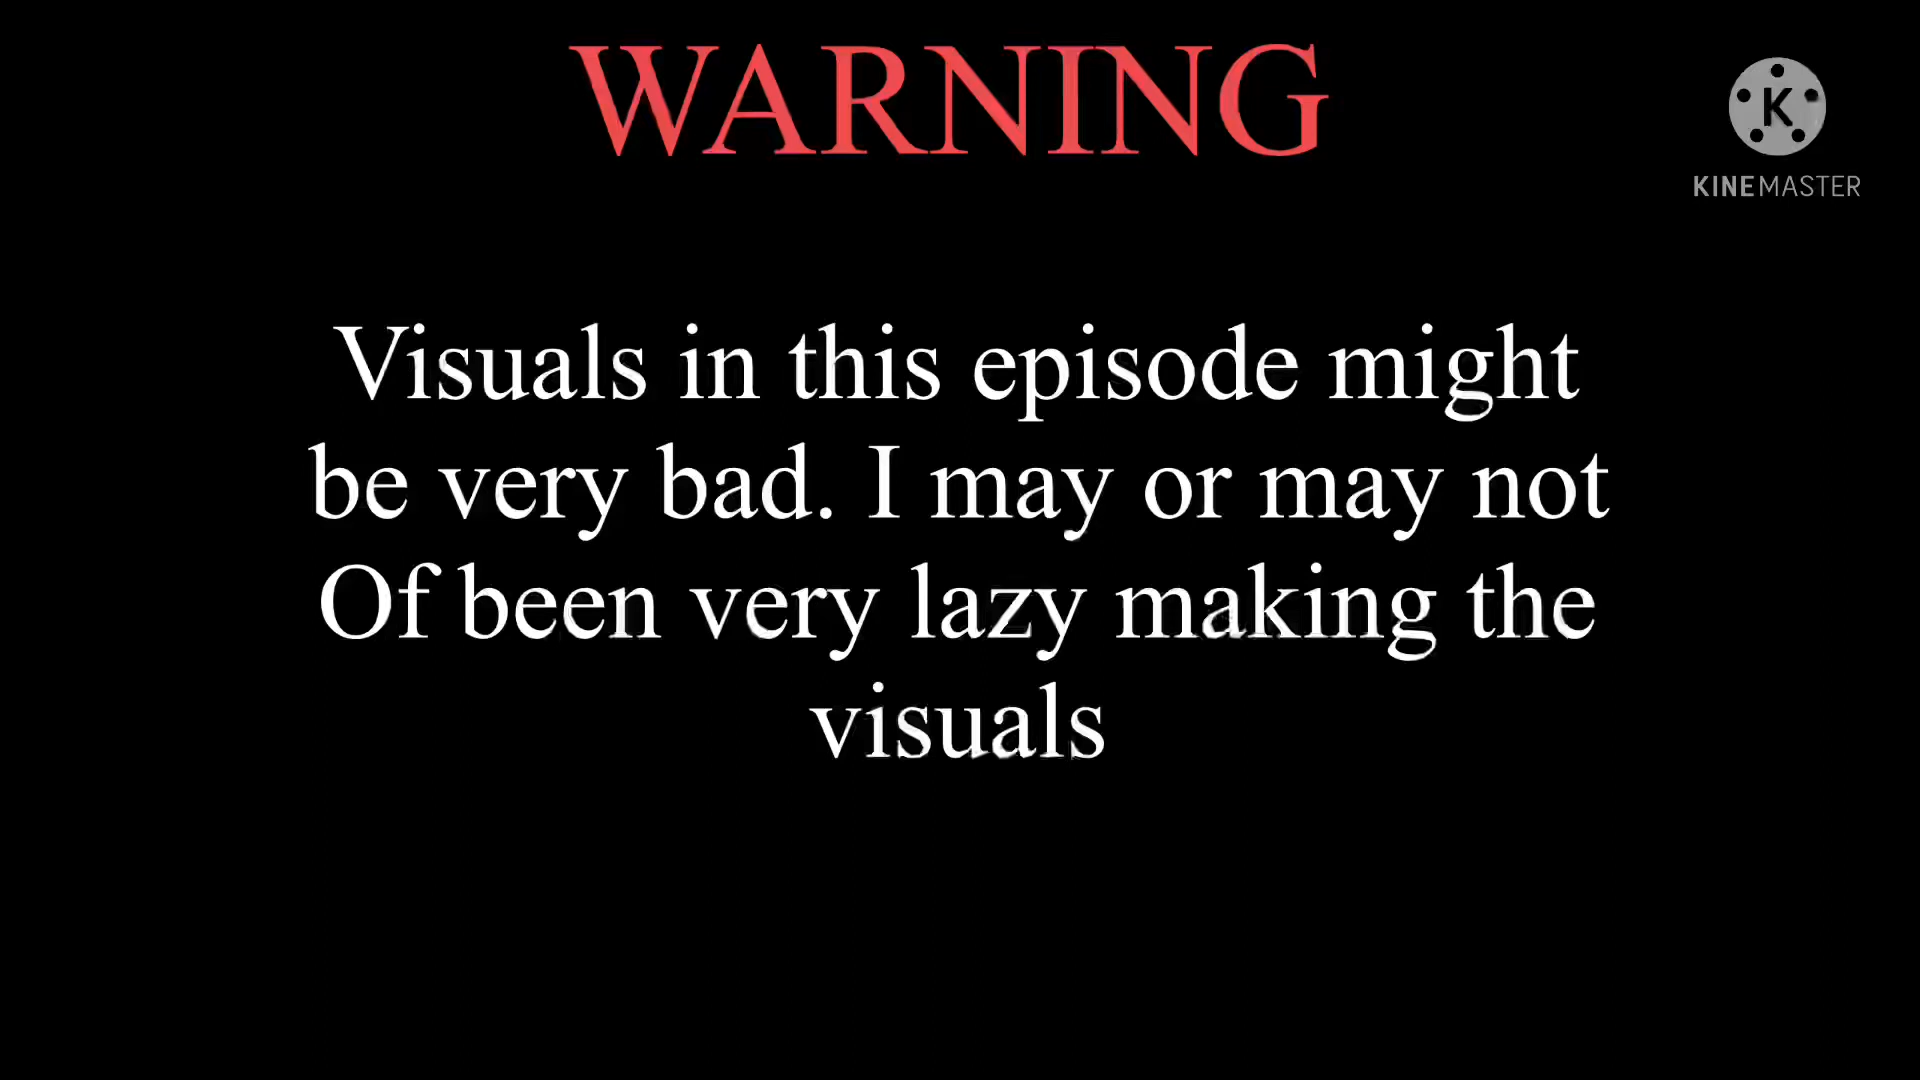 WARNING
K
KINEMASTER
Visuals in this episode might
be very bad. I may or may not
Of been very lazy making the
visuals